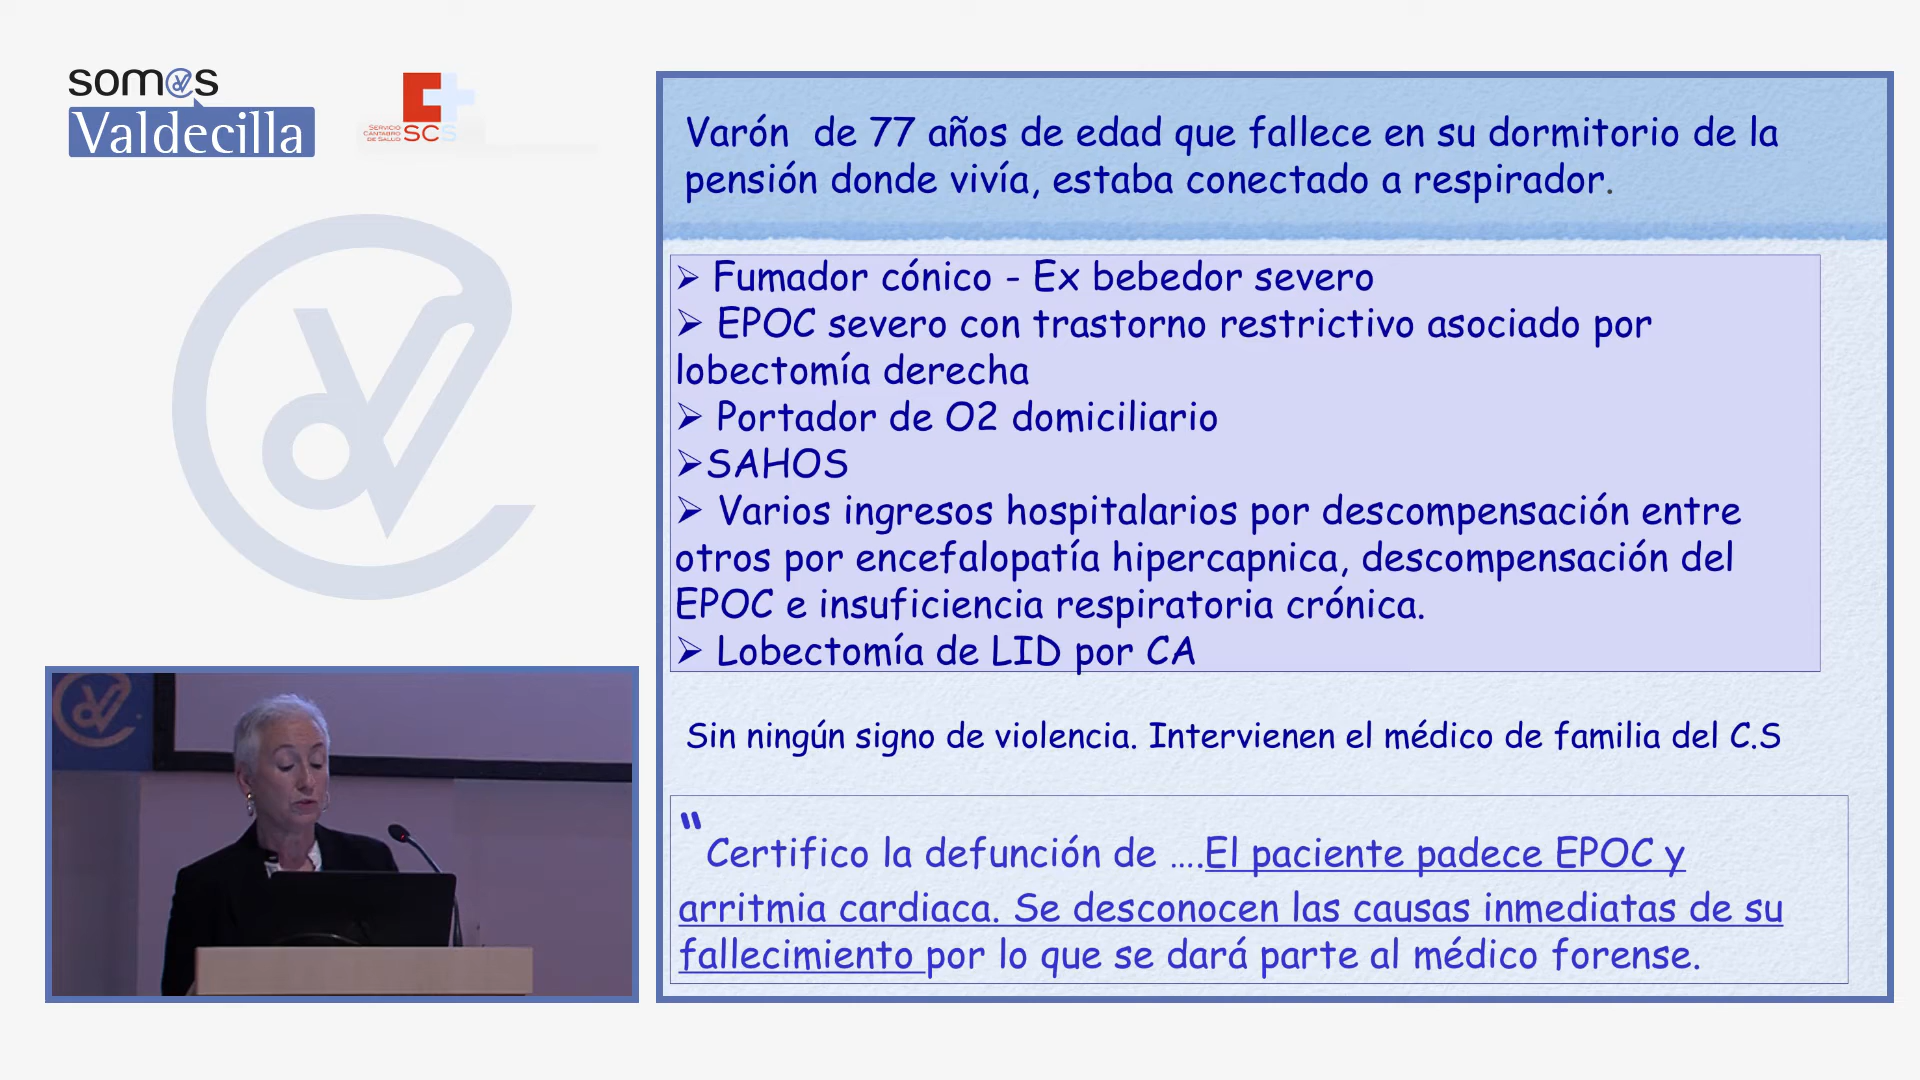 som@s
Valdecilla
SERVICIO
CÁNTABRO
DE SALUD
SCS
Varón de 77 años de edad que fallece en su dormitorio de la
pensión donde vivía, estaba conectado a respirador.
➢ Fumador cónico - Ex bebedor severo
➢ EPOC severo con trastorno restrictivo asociado por
lobectomía derecha
➢ Portador de O2 domiciliario
➢SAHOS
➢ Varios ingresos hospitalarios por descompensación entre
otros por encefalopatía hipercapnica, descompensación del
EPOC e insuficiencia respiratoria crónica.
➢ Lobectomía de LID por CA
Sin ningún signo de violencia. Intervienen el médico de familia del C.S
"Certifico la defunción de ....El paciente padece EPOC y
arritmia cardiaca. Se desconocen las causas inmediatas de su
fallecimiento por lo que se dará parte al médico forense.